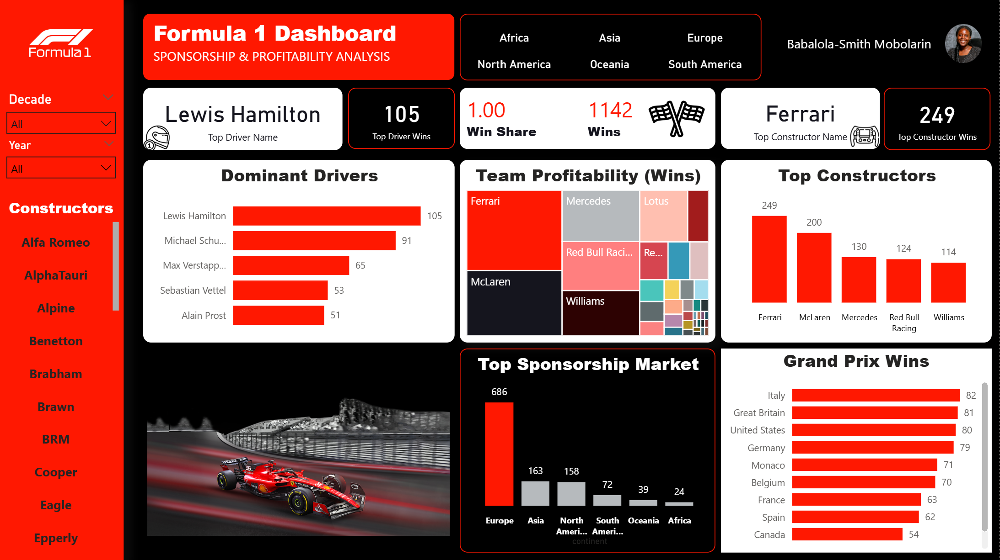 Formula 1
Decade
All
Year
All
Constructors
Alfa Romeo
AlphaTauri
Alpine
Benetton
Brabham
Brawn
BRM
Cooper
Eagle
Epperly
Formula 1 Dashboard
SPONSORSHIP & PROFITABILITY ANALYSIS
Africa
Asia
Europe
North America
Oceania
South America
Babalola-Smith Mobolarin
Lewis Hamilton
Top Driver Name
1
105
Top Driver Wins
1.00
Win Share
1142
Wins
Ferrari
Top Constructor Name
249
Top Constructor Wins
Dominant Drivers
Lewis Hamilton 105
Michael Schu... 91
Max Verstapp... 65
Sebastian Vettel 53
Alain Prost 51
Team Profitability (Wins)
Ferrari
McLaren
Mercedes
Red Bull Raci...
Williams
Lotus
Re...
Top Constructors
249
200
130
124
114
Ferrari
McLaren
Mercedes
Red Bull
Racing
Williams
aws
Top Sponsorship Market
686
163
158
72
39
24
Europe
Asia
North
Ameri...
South
Ameri...
Oceania
Africa
continent
Grand Prix Wins
Italy 82
Great Britain 81
United States 80
Germany 79
Monaco 71
Belgium 70
France 63
Spain 62
Canada 54